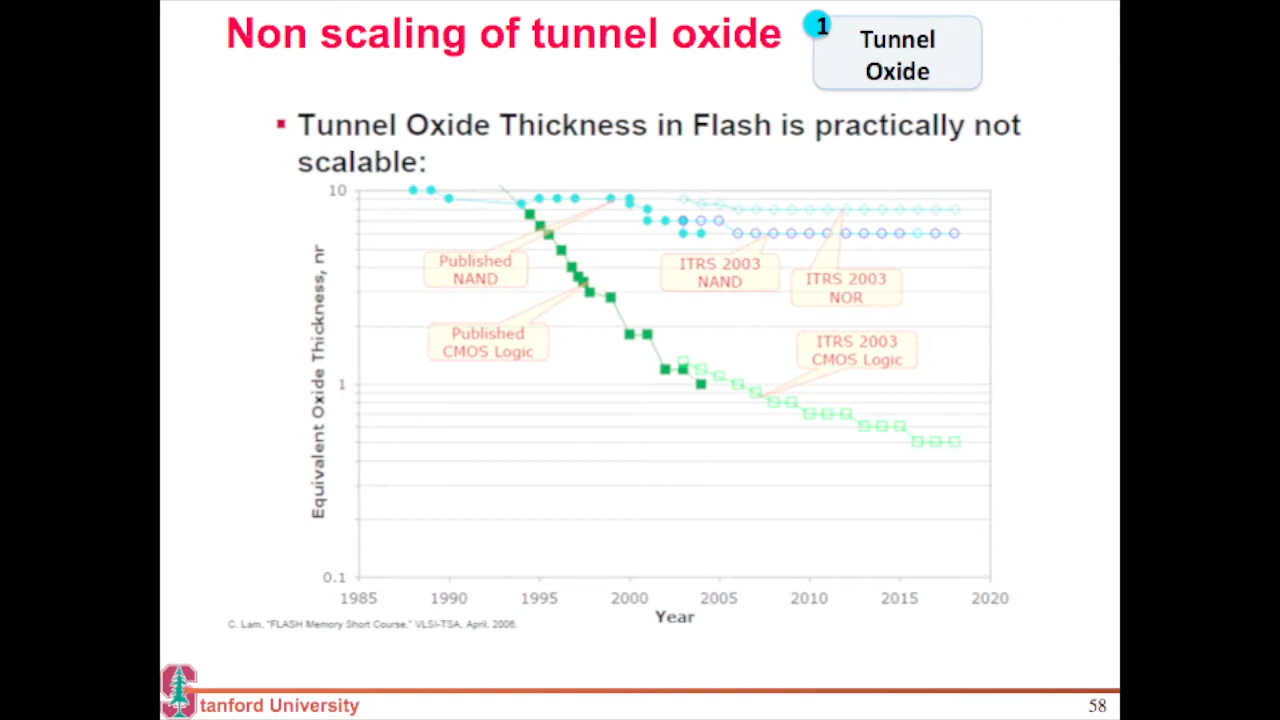 Non scaling of tunnel oxide
1
Tunnel
Oxide
Tunnel Oxide Thickness in Flash is practically not
scalable:
10
1
0.1
Equivalent Oxide Thickness, nr
Published
NAND
Published
CMOS Logic
ITRS 2003
NAND
ITRS 2003
NOR
ITRS 2003
CMOS Logic
1985 1990 1995 2000 2005 2010 2015 2020
Year
C. Lam, "FLASH Memory Short Course," VLSI-TSA, April, 2006.
Stanford University
58